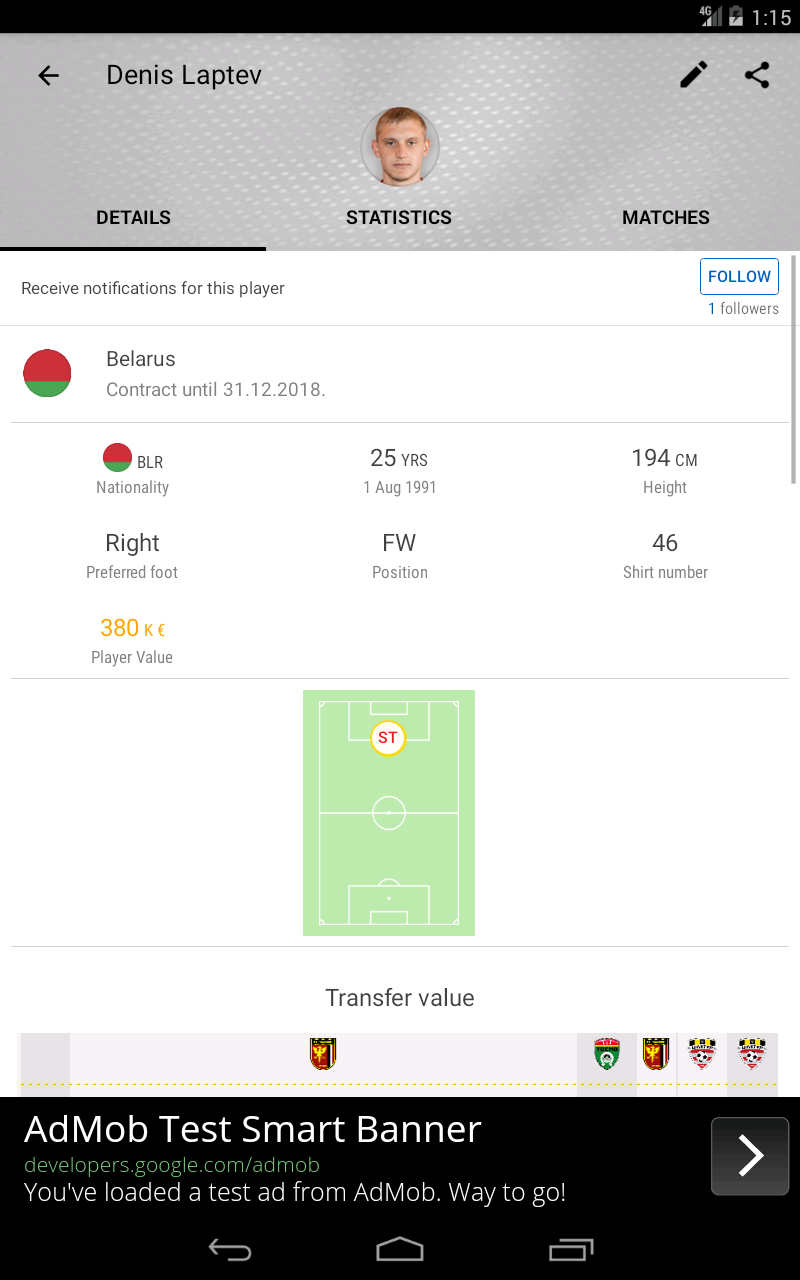 4G 1:15
Denis Laptev
DETAILS STATISTICS MATCHES
Receive notifications for this player
FOLLOW
1 followers
Belarus
Contract until 31.12.2018.
BLR 25 YRS 194 CM
Nationality 1 Aug 1991 Height
Right FW 46
Preferred foot Position Shirt number
380 K €
Player Value
ST
Transfer value
AdMob Test Smart Banner
developers.google.com/admob
You've loaded a test ad from AdMob. Way to go!